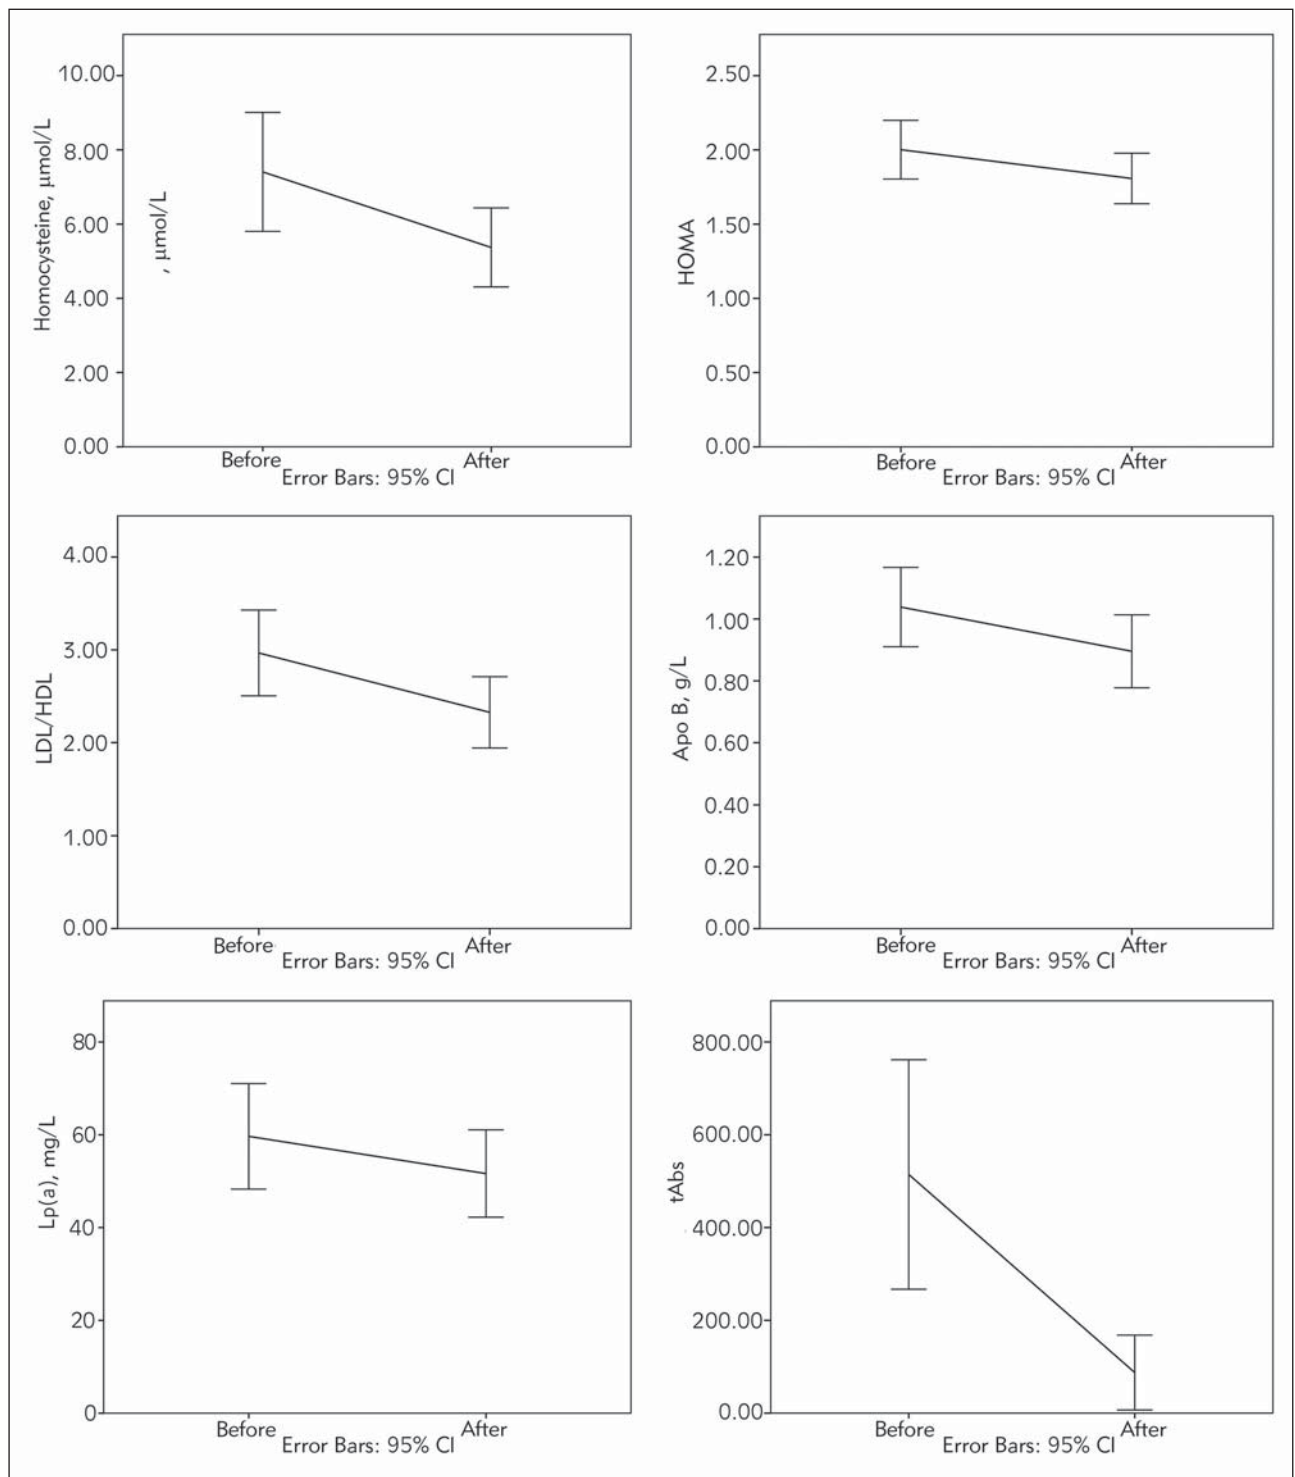 10.00
8.00
6.00
4.00
2.00
0.00
Homocysteine, μmol/L
, μmol/L
Before
After
Error Bars: 95% CI
2.50
2.00
1.50
1.00
0.50
0.00
HOMA
Before
After
Error Bars: 95% CI
4.00
3.00
2.00
1.00
0.00
LDL/HDL
Before
After
Error Bars: 95% CI
1.20
1.00
0.80
0.60
0.40
0.20
0.00
Apo B, g/L
Before
After
Error Bars: 95% CI
80
60
40
20
0
Lp(a), mg/L
Before
After
Error Bars: 95% CI
800.00
600.00
400.00
200.00
0.00
tAbs
Before
After
Error Bars: 95% CI